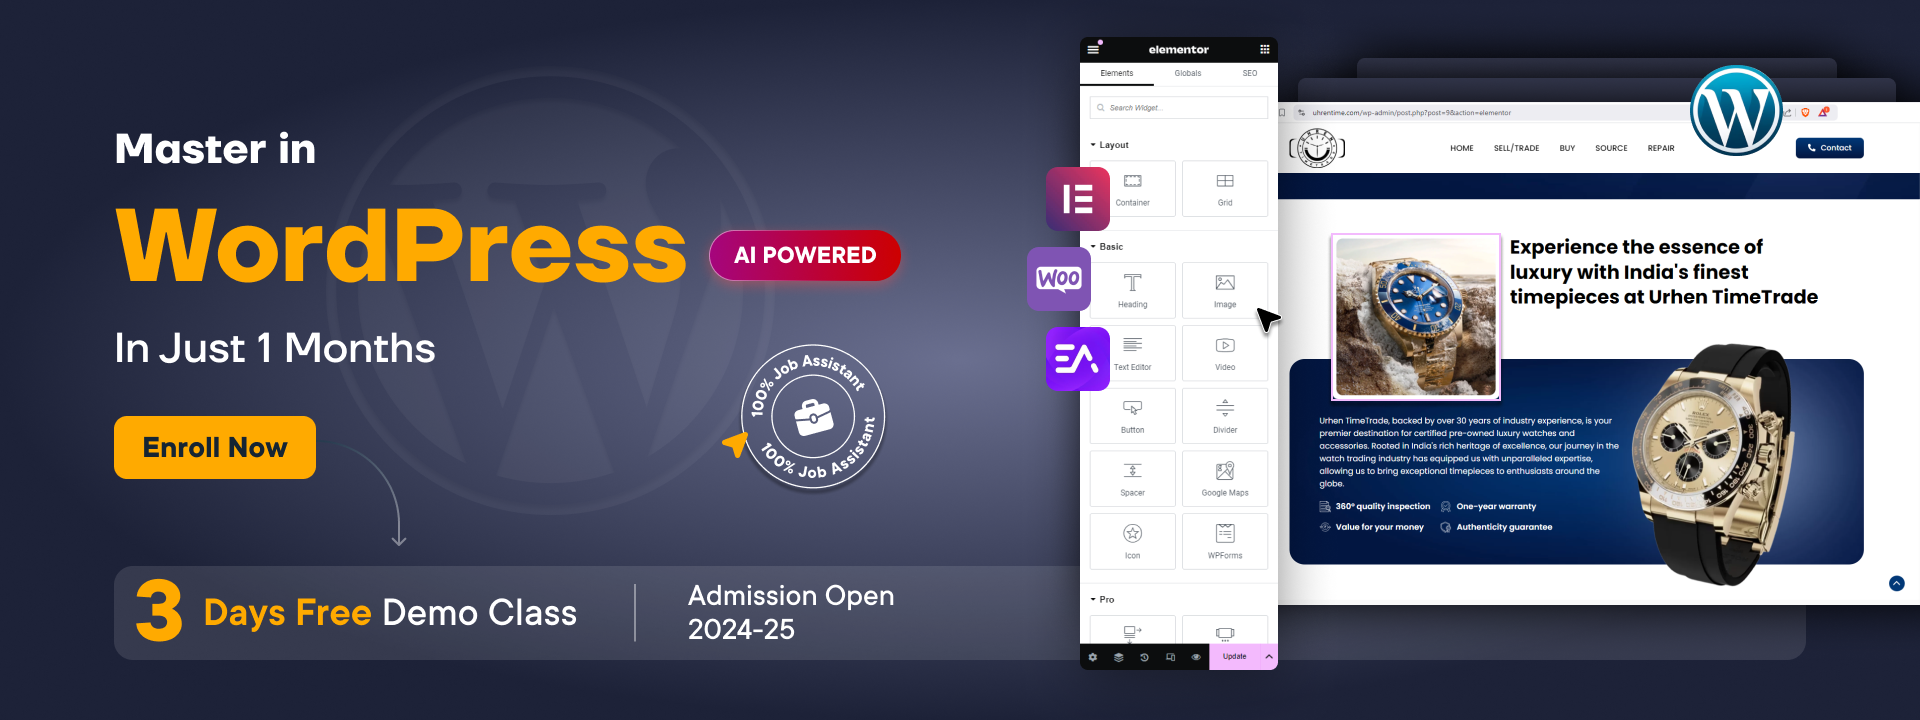 Master in
WordPress
AI POWERED
In Just 1 Months
Enroll Now
100% Job Assistant
100% Job Assistant
3 Days Free Demo Class
Admission Open
2024-25
elementor
Elements
Globals
SEO
Search Widget...
Layout
Container
Grid
Basic
Heading
Image
Text Editor
Video
Button
Divider
Spacer
Google Maps
Icon
WPForms
Pro
Update
Woo
EA
W
uhrentime.com/wp-admin/post.php?post=9&action=elementor
HOME
SELL/TRADE
BUY
SOURCE
REPAIR
Contact
Experience the essence of
luxury with India's finest
timepieces at Urhen TimeTrade
Urhen TimeTrade, backed by over 30 years of industry experience, is your
premier destination for certified pre-owned luxury watches and
accessories. Rooted in India's rich heritage of excellence, our journey in the
watch trading industry has equipped us with unparalleled expertise,
allowing us to bring exceptional timepieces to enthusiasts around the
globe.
360° quality inspection
One-year warranty
Value for your money
Authenticity guarantee